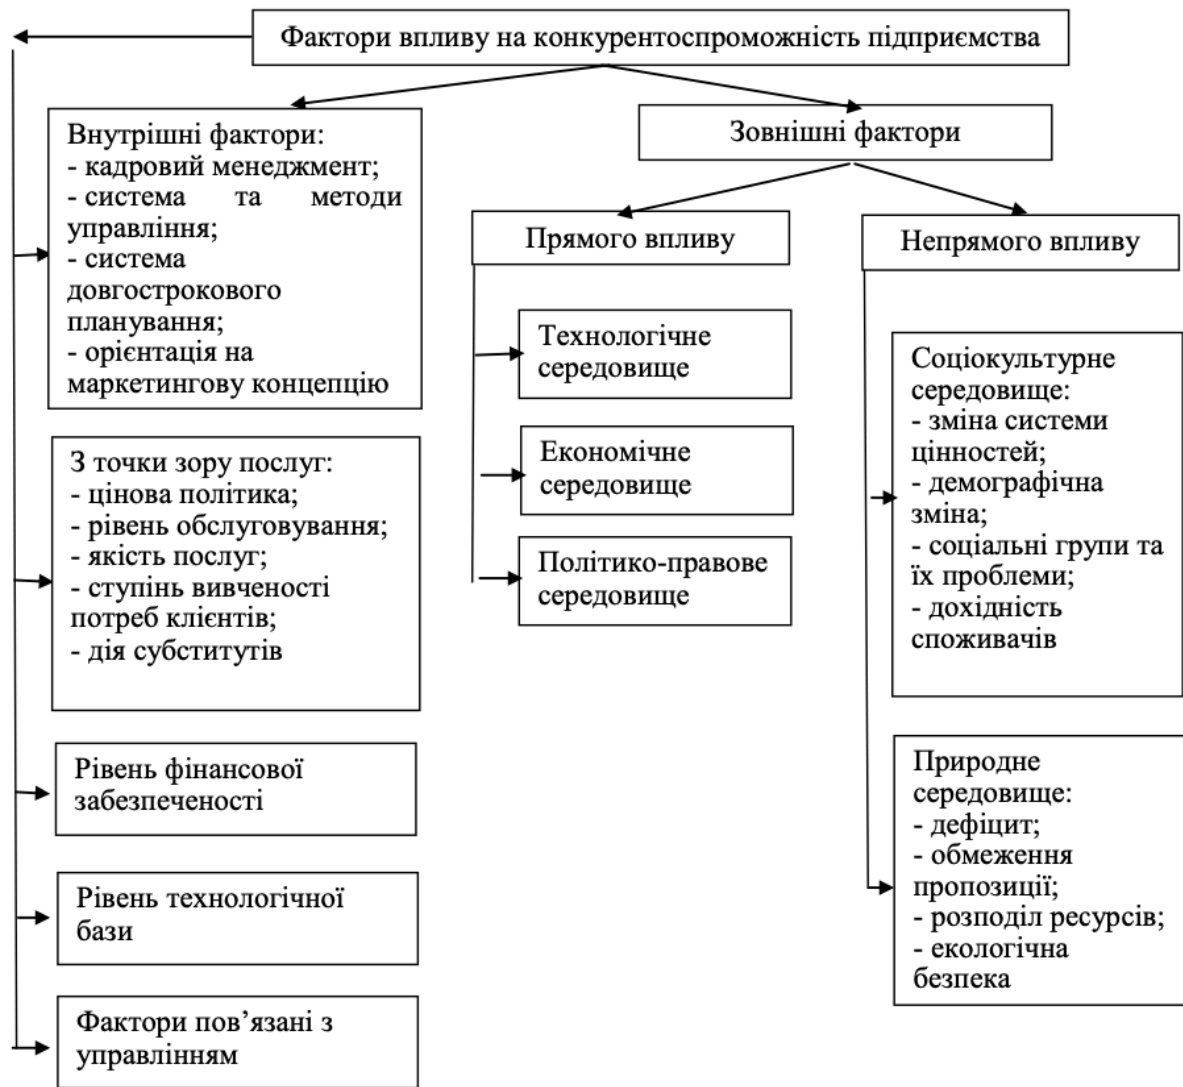 Фактори впливу на конкурентоспроможність підприємства
Внутрішні фактори:
- кадровий менеджмент;
- система та методи
управління;
- система
довгострокового
планування;
- орієнтація на
маркетингову концепцію
З точки зору послуг:
- цінова політика;
- рівень обслуговування;
- якість послуг;
- ступінь вивченості
потреб клієнтів;
- дія субститутів
Рівень фінансової
забезпеченості
Рівень технологічної
бази
Фактори пов’язані з
управлінням
Зовнішні фактори
Прямого впливу
Технологічне
середовище
Економічне
середовище
Політико-правове
середовище
Непрямого впливу
Соціокультурне
середовище:
- зміна системи
цінностей;
- демографічна
зміна;
- соціальні групи та
їх проблеми;
- дохідність
споживачів
Природне
середовище:
- дефіцит;
- обмеження
пропозиції;
- розподіл ресурсів;
- екологічна
безпека